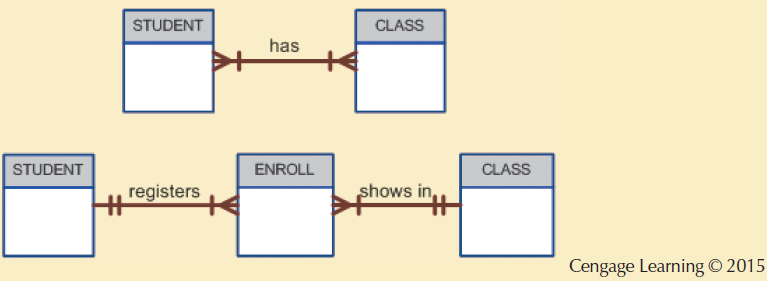 STUDENT CLASS
has
STUDENT ENROLL CLASS
registers shows in
Cengage Learning © 2015